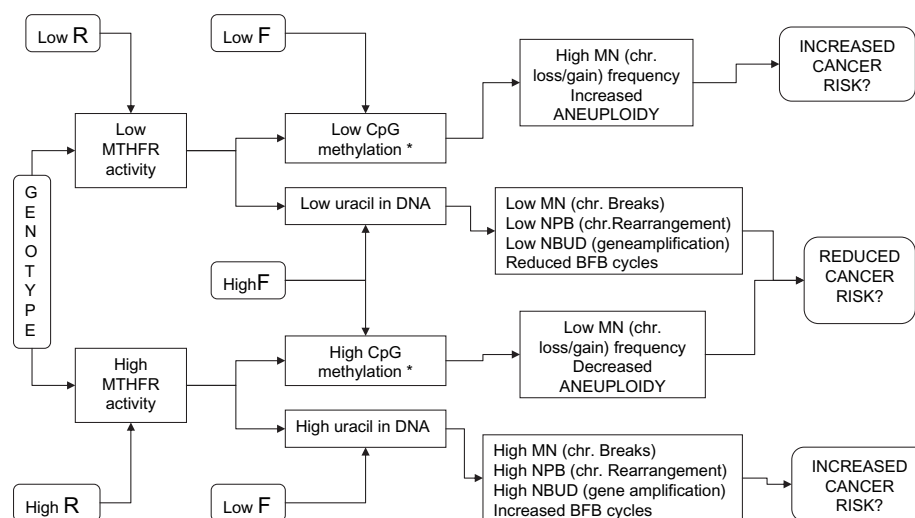 Low R
Low F
High MN (chr.
loss/gain) frequency
Increased
ANEUPLOIDY
INCREASED
CANCER
RISK?
Low
MTHFR
activity
Low CpG
methylation *
GENOTYPE
Low uracil in DNA
Low MN (chr. Breaks)
Low NPB (chr.Rearrangement)
Low NBUD (geneamplification)
Reduced BFB cycles
REDUCED
CANCER
RISK?
HighF
High
MTHFR
activity
High CpG
methylation *
Low MN (chr.
loss/gain) frequency
Decreased
ANEUPLOIDY
High uracil in DNA
High R
Low F
High MN (chr. Breaks)
High NPB (chr. Rearrangement)
High NBUD (gene amplification)
Increased BFB cycles
INCREASED
CANCER
RISK?